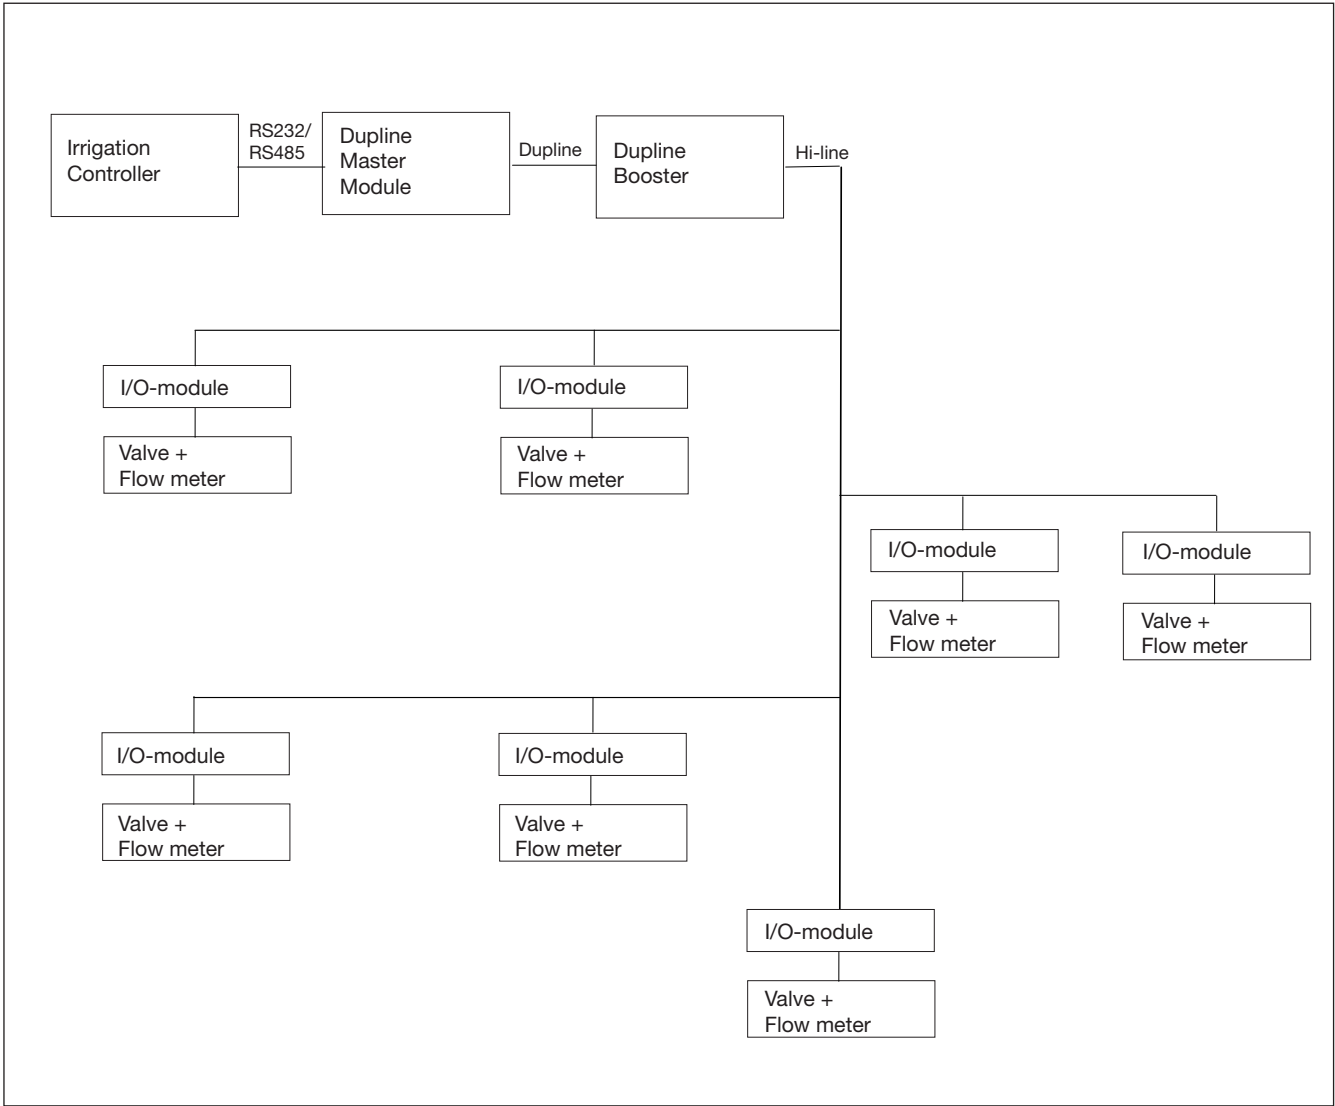 Irrigation
Controller
RS232/
RS485
Dupline
Master
Module
Dupline
Dupline
Booster
Hi-line
I/O-module
Valve +
Flow meter
I/O-module
Valve +
Flow meter
I/O-module
Valve +
Flow meter
I/O-module
Valve +
Flow meter
I/O-module
Valve +
Flow meter
I/O-module
Valve +
Flow meter
I/O-module
Valve +
Flow meter